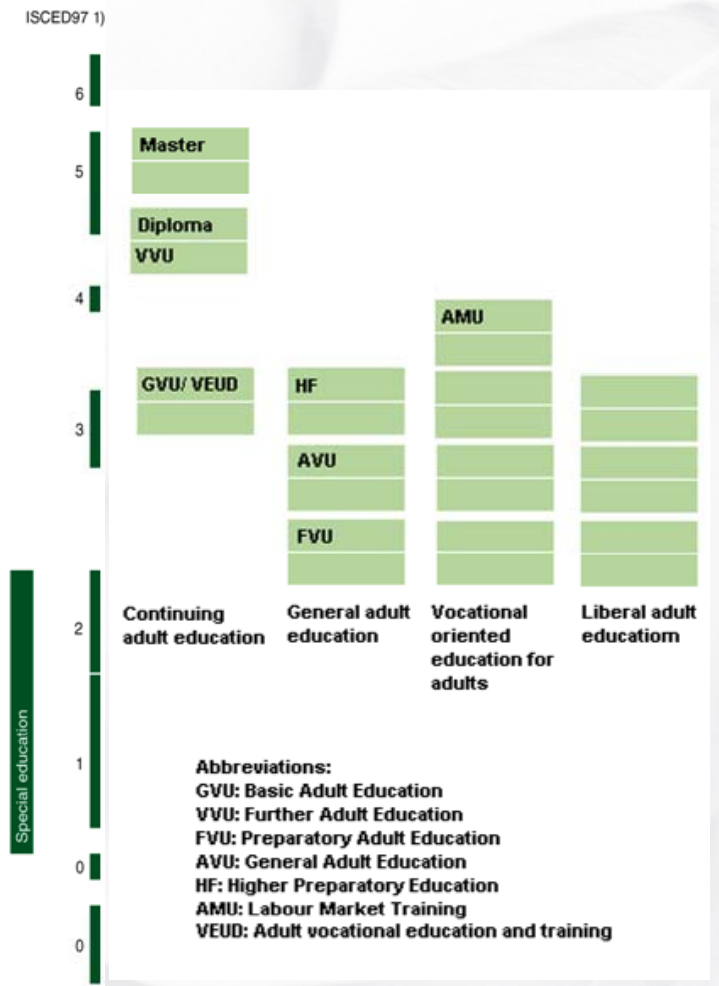 ISCED97 1)
6
Master
5
Diploma
VVU
4
AMU
GVU/ VEUD
HF
3
AVU
FVU
Continuing
adult education
General adult
education
Vocational
oriented
education for
adults
Liberal adult
educatiom
2
Special education
1
Abbreviations:
GVU: Basic Adult Education
VVU: Further Adult Education
FVU: Preparatory Adult Education
AVU: General Adult Education
HF: Higher Preparatory Education
AMU: Labour Market Training
VEUD: Adult vocational education and training
0
0